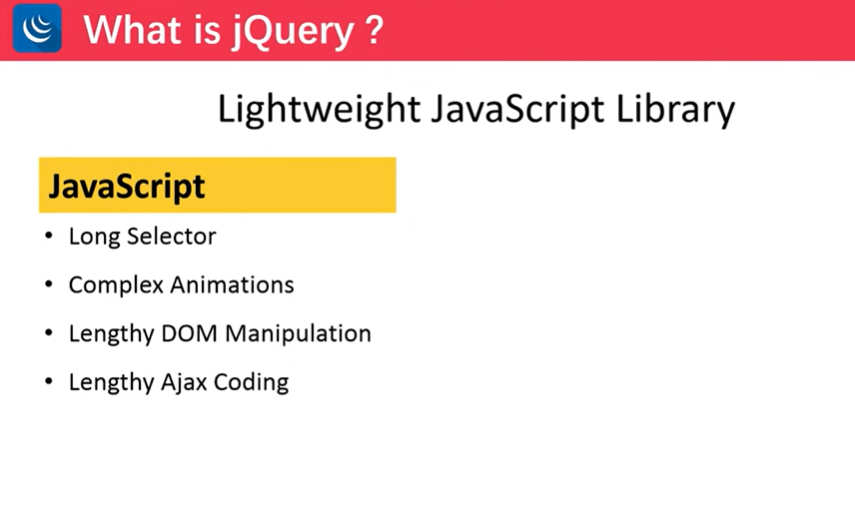 What is jQuery ?
Lightweight JavaScript Library
JavaScript
• Long Selector
• Complex Animations
• Lengthy DOM Manipulation
• Lengthy Ajax Coding